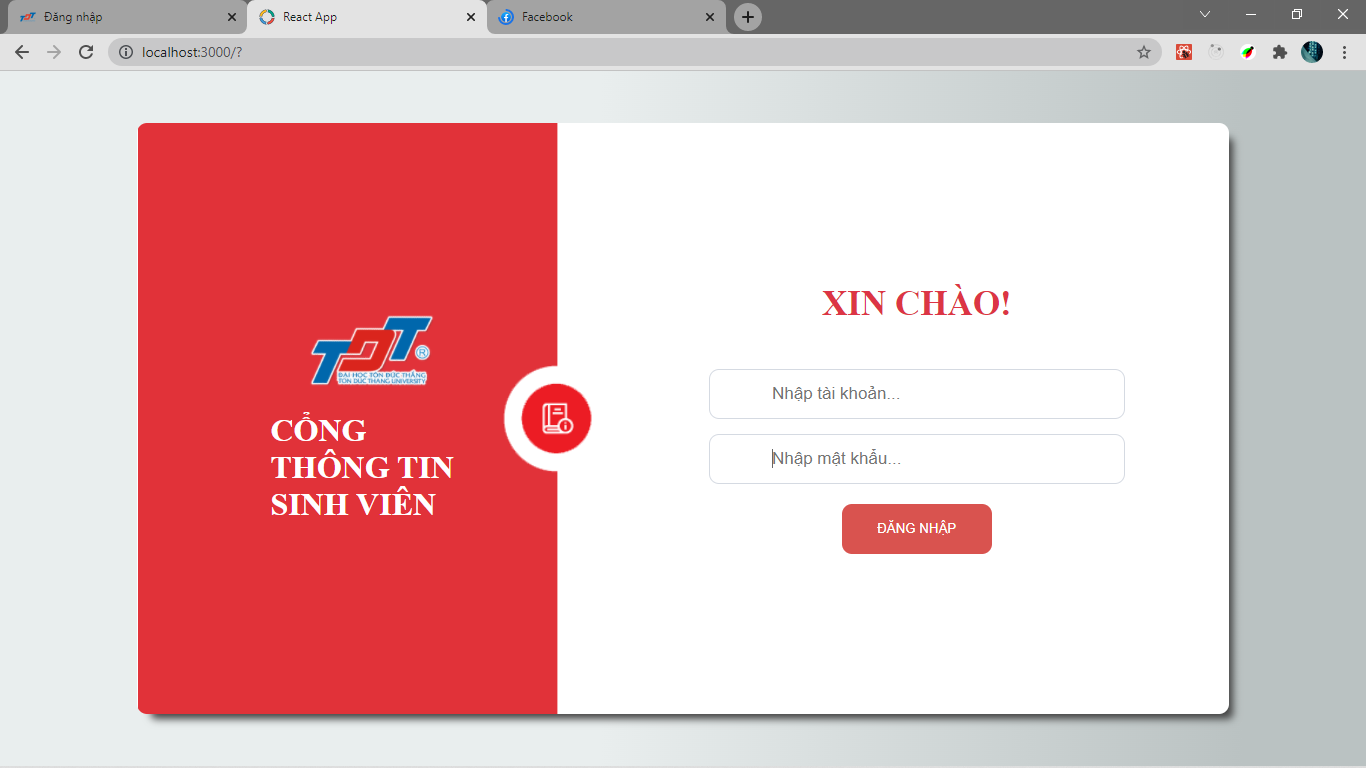 Đăng nhập
React App
Facebook
localhost:3000/?
TDT
®
ĐẠI HỌC TÔN ĐỨC THẮNG
TON DUC THANG UNIVERSITY
CỔNG
THÔNG TIN
SINH VIÊN
XIN CHÀO!
Nhập tài khoản...
Nhập mật khẩu...
ĐĂNG NHẬP